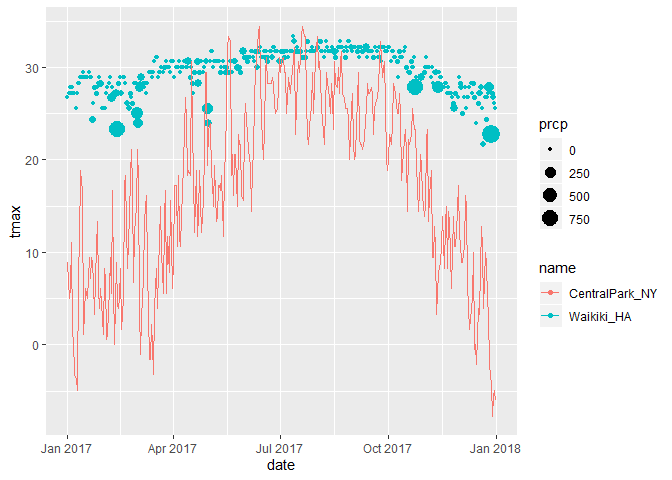 tmax
30
20
10
0
Jan 2017 Apr 2017 Jul 2017 Oct 2017 Jan 2018
date
prcp
0
250
500
750
name
CentralPark_NY
Waikiki_HA